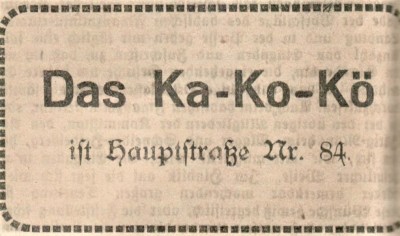 Das Ka-Ko-Kö
ist Hauptstraße Nr. 84.